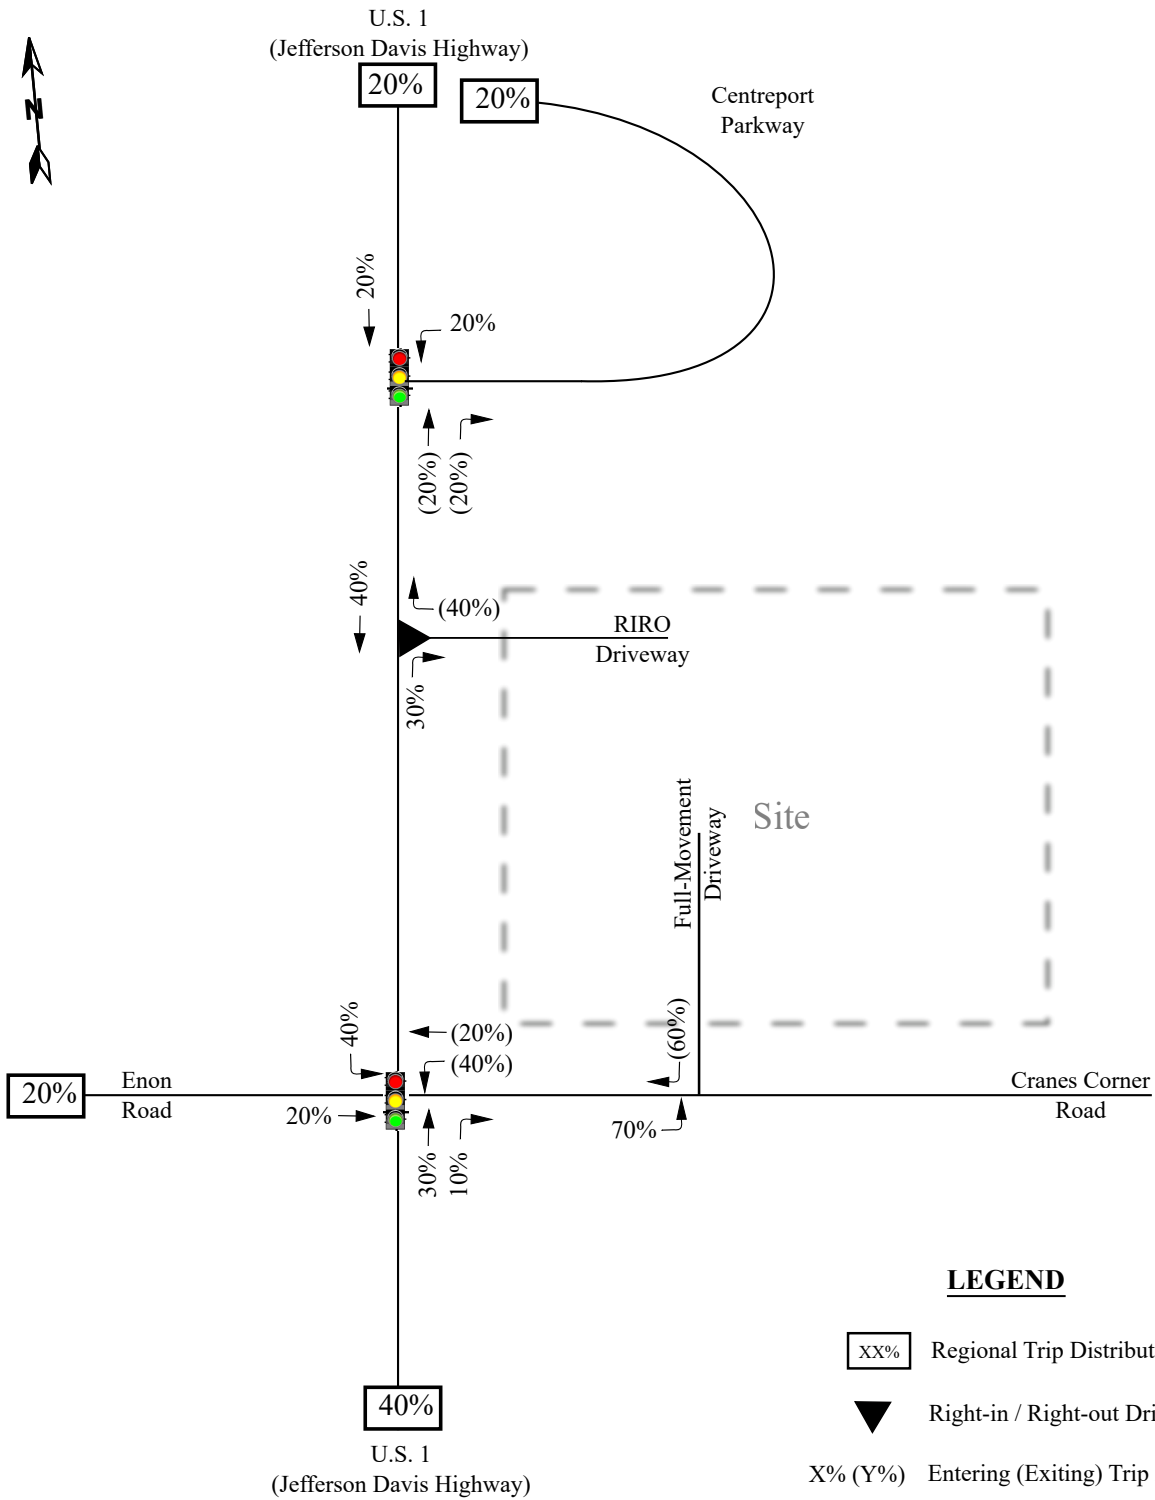 U.S. 1
(Jefferson Davis Highway)
20%
20%
Centreport
Parkway
N
20%
20%
(20%)
(20%)
40%
(40%)
RIRO
Driveway
30%
Full-Movement
Driveway
Site
40%
(20%)
(40%)
(60%)
20%
Enon
Road
Cranes Corner
Road
20%
30%
10%
70%
LEGEND
XX% Regional Trip Distribut
Right-in / Right-out Dri
X% (Y%) Entering (Exiting) Trip
40%
U.S. 1
(Jefferson Davis Highway)